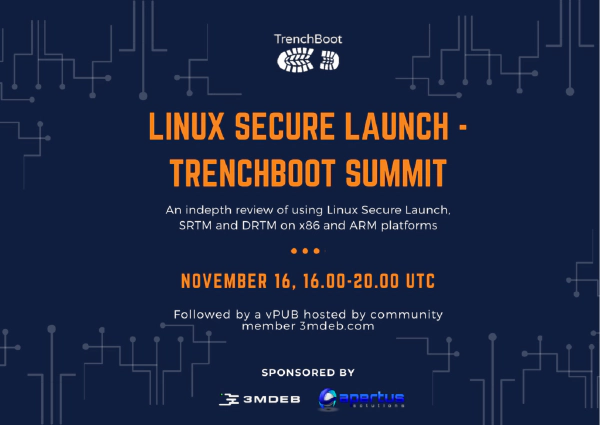 TrenchBoot
LINUX SECURE LAUNCH -
TRENCHBOOT SUMMIT
An indepth review of using Linux Secure Launch,
SRTM and DRTM on x86 and ARM platforms
NOVEMBER 16, 16.00-20.00 UTC
Followed by a vPUB hosted by community
member 3mdeb.com
SPONSORED BY
3MDEB
apertus solutions